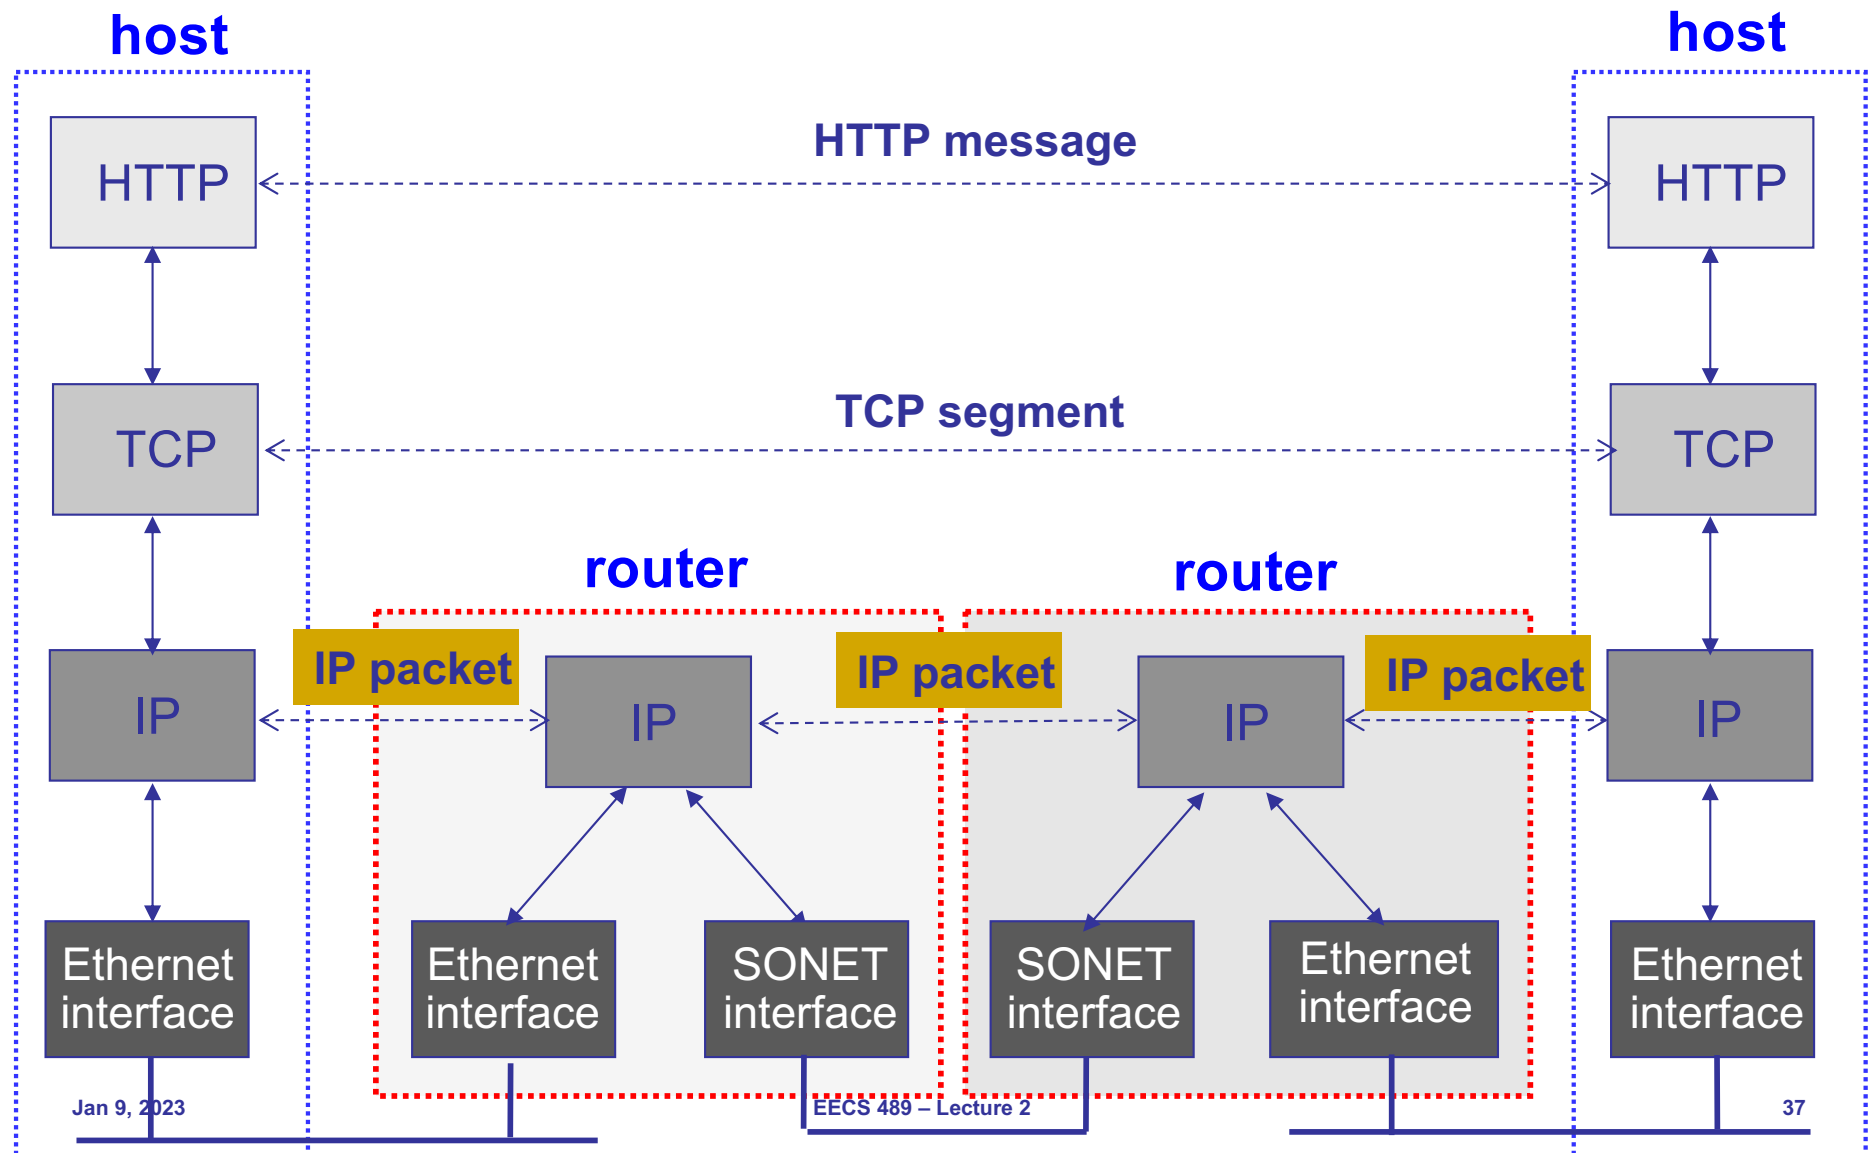 host
host
HTTP message
HTTP
HTTP
TCP segment
TCP
TCP
router
router
IP packet
IP packet
IP packet
IP
IP
IP
IP
Ethernet
interface
Ethernet
interface
SONET
interface
SONET
interface
Ethernet
interface
Ethernet
interface
Jan 9, 2023
EECS 489 – Lecture 2
37